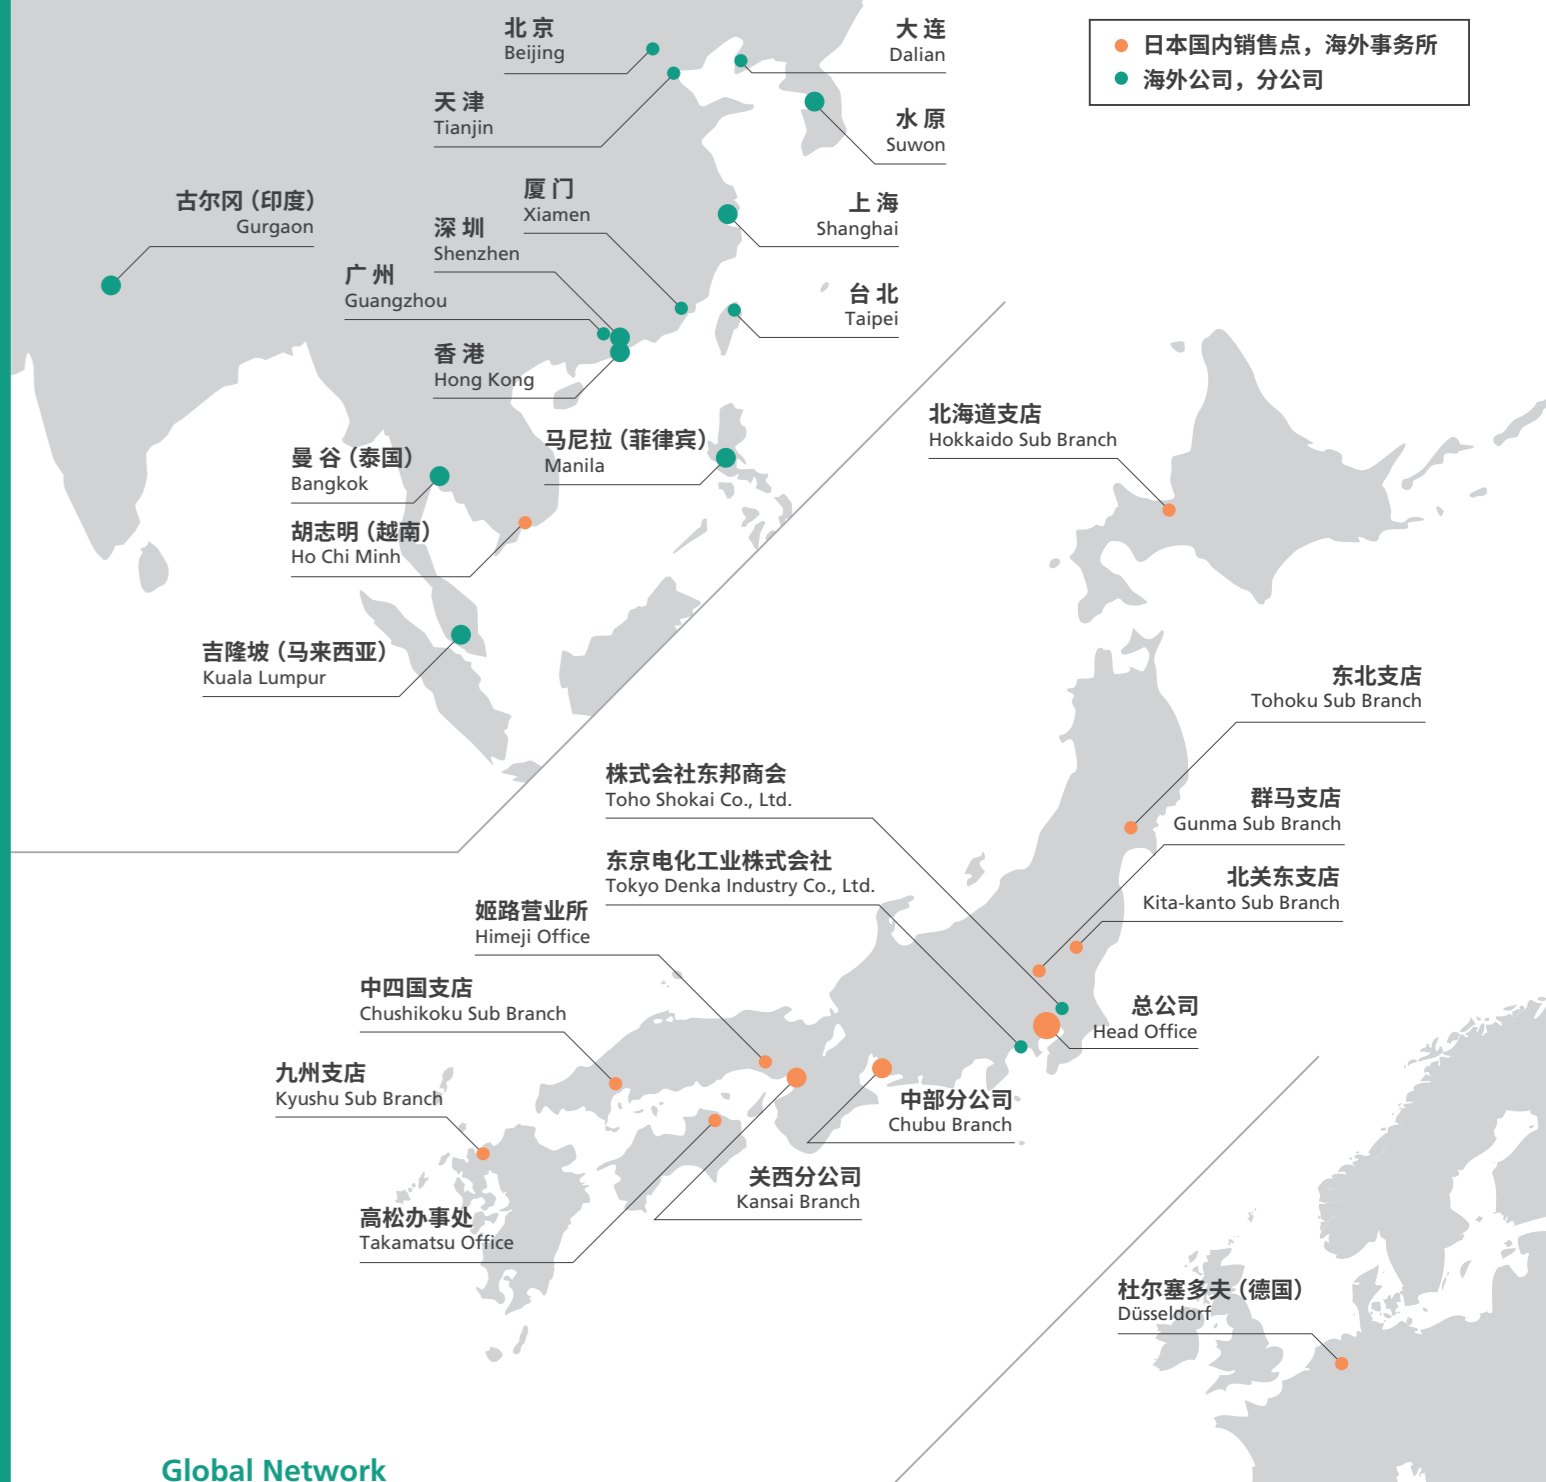 北 京
Beijing
大 连
Dalian
日本国内销售点，海外事务所
海外公司，分公司
天 津
Tianjin
水 原
Suwon
古尔冈（印度）
Gurgaon
厦 门
Xiamen
上 海
Shanghai
深 圳
Shenzhen
广 州
Guangzhou
台 北
Taipei
香 港
Hong Kong
马尼拉（菲律宾）
Manila
曼 谷（泰国）
Bangkok
胡志明（越南）
Ho Chi Minh
吉隆坡（马来西亚）
Kuala Lumpur
北海道支店
Hokkaido Sub Branch
东北支店
Tohoku Sub Branch
株式会社东邦商会
Toho Shokai Co., Ltd.
群马支店
Gunma Sub Branch
东京电化工业株式会社
Tokyo Denka Industry Co., Ltd.
北关东支店
Kita-kanto Sub Branch
姬路营业所
Himeji Office
中四国支店
Chushikoku Sub Branch
总公司
Head Office
九州支店
Kyushu Sub Branch
中部分公司
Chubu Branch
关西分公司
Kansai Branch
高松办事处
Takamatsu Office
杜尔塞多夫（德国）
Düsseldorf
Global Network